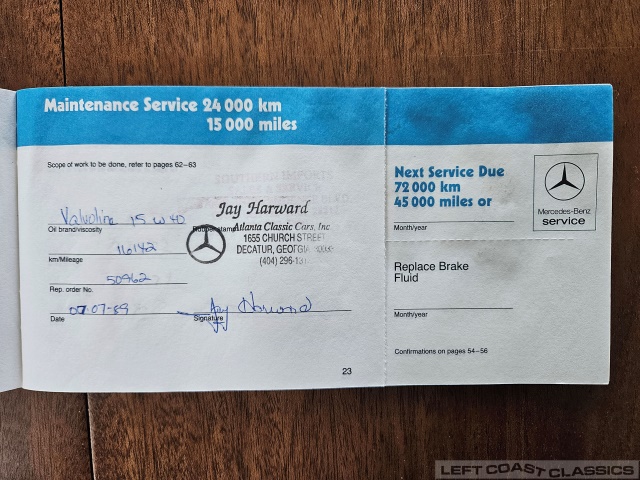 Maintenance Service 24 000 km
15 000 miles
Scope of work to be done, refer to pages 62–63
Valvoline 15 W 40
Oil brand/viscosity
16142
km/Mileage
50962
Rep. order No.
07-07-89
Date
Jay Harward
Atlanta Classic Cars, Inc.
1655 CHURCH STREET
DECATUR, GEORGIA
(404) 296-13
Jay Harward
Signature
23
Next Service Due
72 000 km
45 000 miles or
Month/year
Mercedes-Benz
service
Replace Brake
Fluid
Month/year
Confirmations on pages 54–56
LEFT COAST CLASSICS